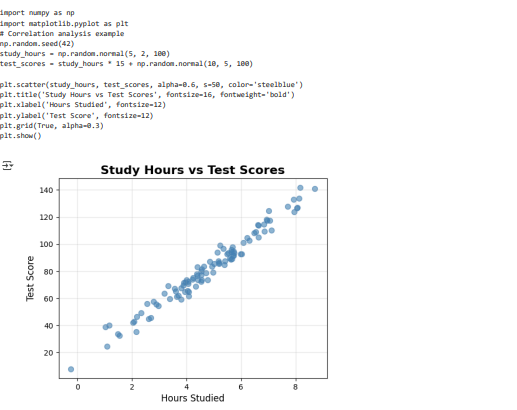 import numpy as np
import matplotlib.pyplot as plt
# Correlation analysis example
np.random.seed(42)
study_hours = np.random.normal(5, 2, 100)
test_scores = study_hours * 15 + np.random.normal(10, 5, 100)
plt.scatter(study_hours, test_scores, alpha=0.6, s=50, color='steelblue')
plt.title('Study Hours vs Test Scores', fontsize=16, fontweight='bold')
plt.xlabel('Hours Studied', fontsize=12)
plt.ylabel('Test Score', fontsize=12)
plt.grid(True, alpha=0.3)
plt.show()
Study Hours vs Test Scores
140
120
100
80
60
40
20
Test Score
0 2 4 6 8
Hours Studied